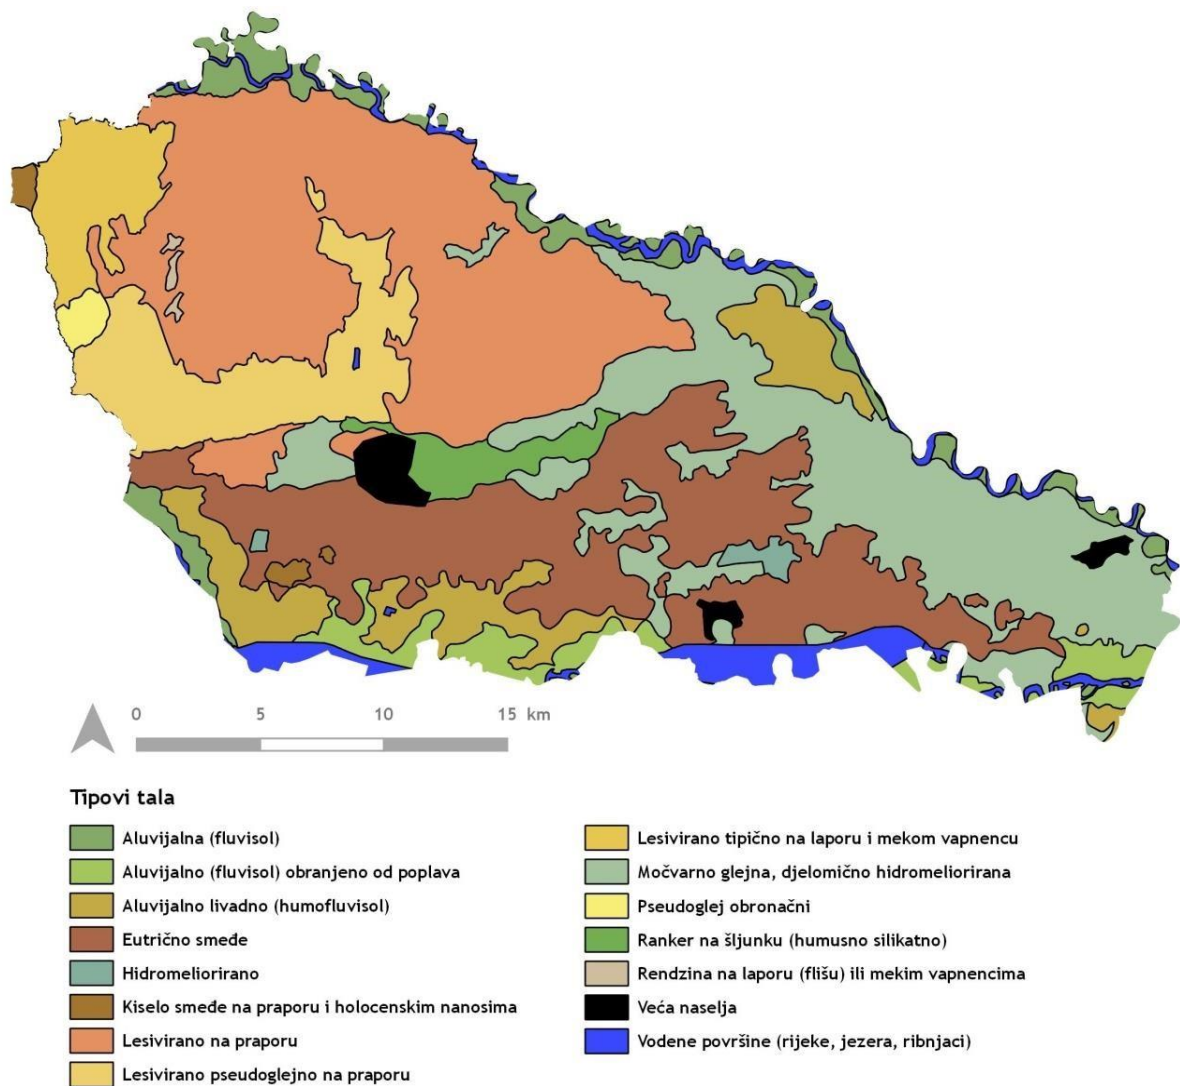 0 5 10 15 km
Tipovi tala
Aluvijalna (fluvisol)
Aluvijalno (fluvisol) obranjeno od poplava
Aluvijalno livadno (humofluvisol)
Eutrično smeđe
Hidromeliorirano
Kiselo smeđe na praporu i holocenskim nanosima
Lesivirano na praporu
Lesivirano pseudoglejno na praporu
Lesivirano tipično na laporu i mekom vapnencu
Močvarno glejna, djelomično hidromeliorirana
Pseudoglej obronačni
Ranker na šljunku (humusno silikatno)
Rendzina na laporu (flišu) ili mekim vapnencima
Veća naselja
Vodene površine (rijeke, jezera, ribnjaci)